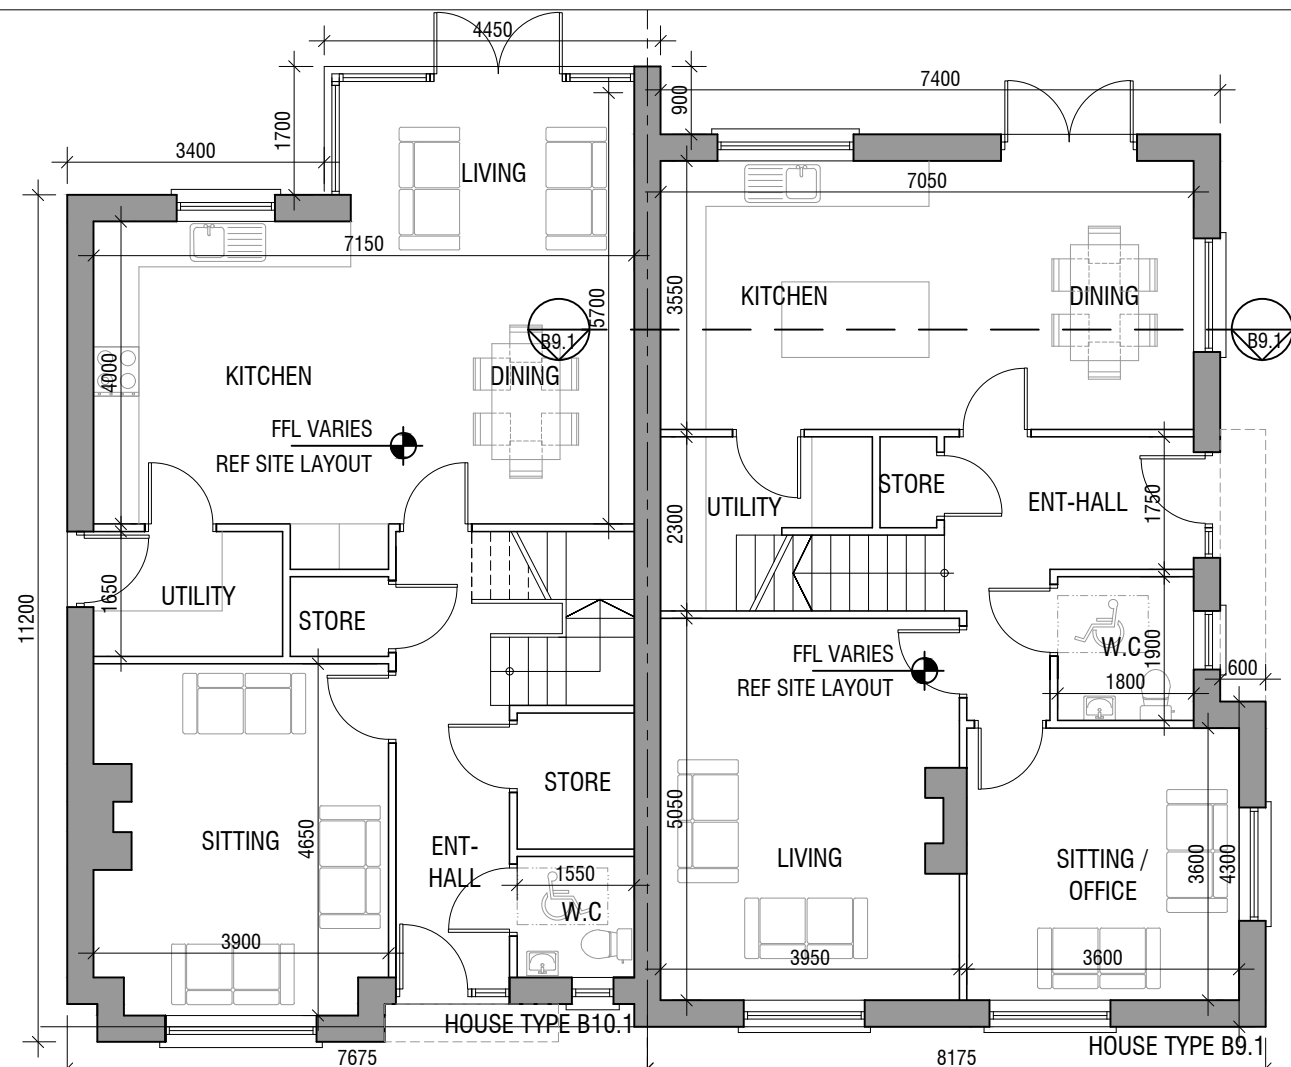 4450
7400
900
1700
3400
LIVING
7050
7150
5700
3550
KITCHEN
DINING
B9.1
B9.1
4000
KITCHEN
DINING
FFL VARIES
REF SITE LAYOUT
STORE
UTILITY
ENT-HALL
1750
2300
1650
UTILITY
STORE
11200
FFL VARIES
REF SITE LAYOUT
W.C
1900
1800
600
STORE
SITTING
4650
5050
ENT-
HALL
LIVING
SITTING /
OFFICE
3600
4300
1550
W.C
3900
3950
3600
HOUSE TYPE B10.1
HOUSE TYPE B9.1
7675
8175